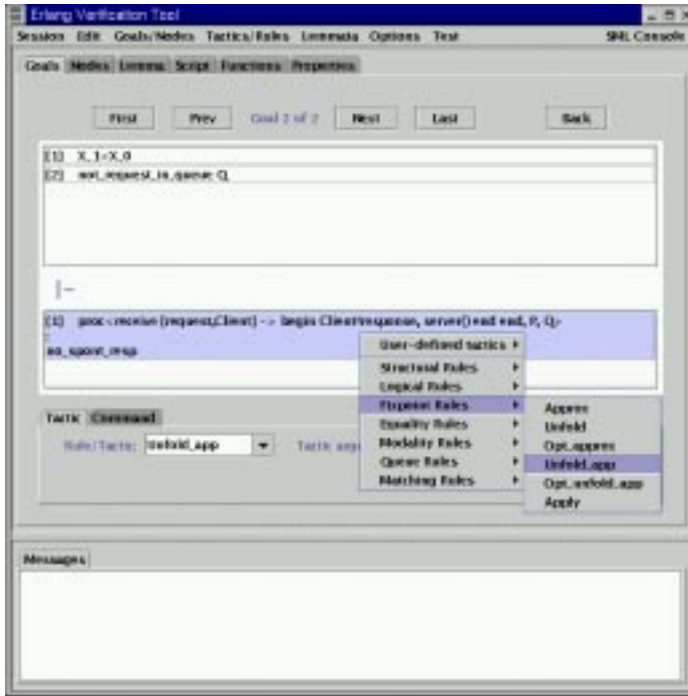 Erlang Verification Tool
Session Edit Goals/Nodes Tactics/Rules Lemmata Options Test SML Console
Goals Nodes Lemma Script Functions Properties
First Prev Goal 2 of 2 Next Last Back
[1] X_1=X_0
[2] not_request_in_queue Q
|-
[1] proc<receive {request,Client} -> begin Client!response, server() end end, P, Q>
:
no_spont_resp
User-defined tactics
Structural Rules
Logical Rules
Fixpoint Rules
Equality Rules
Modality Rules
Queue Rules
Matching Rules
Approx
Unfold
Opt_approx
Unfold_app
Opt_unfold_app
Apply
Tactic Command
Rule/Tactic: Unfold_app Tactic
Messages